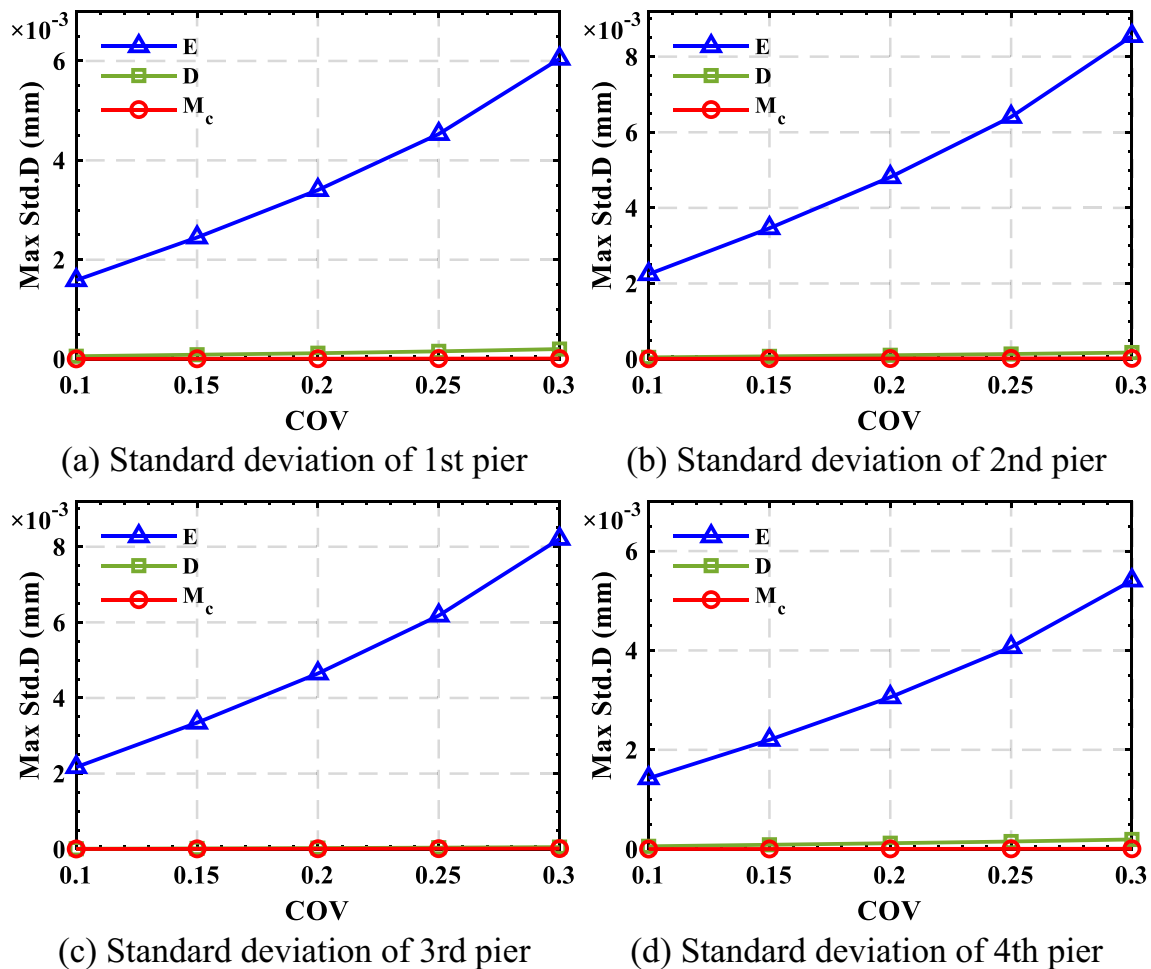 ×10⁻³
E
D
M_c
Max Std.D (mm)
6
4
2
0
0.1 0.15 0.2 0.25 0.3
COV
(a) Standard deviation of 1st pier
×10⁻³
E
D
M_c
Max Std.D (mm)
8
6
4
2
0
0.1 0.15 0.2 0.25 0.3
COV
(b) Standard deviation of 2nd pier
×10⁻³
E
D
M_c
Max Std.D (mm)
8
6
4
2
0
0.1 0.15 0.2 0.25 0.3
COV
(c) Standard deviation of 3rd pier
×10⁻³
E
D
M_c
Max Std.D (mm)
6
4
2
0
0.1 0.15 0.2 0.25 0.3
COV
(d) Standard deviation of 4th pier